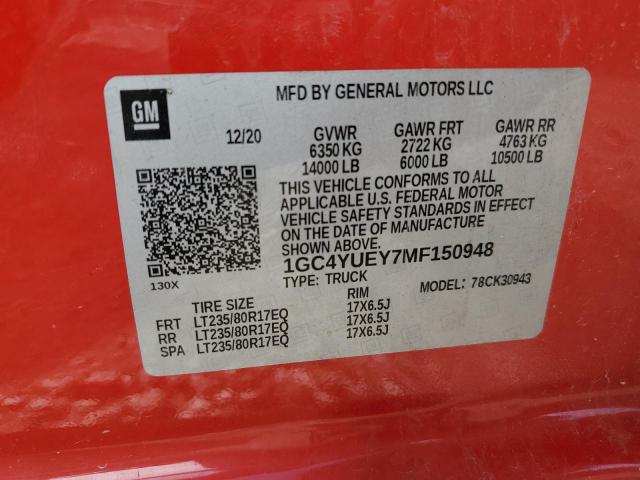 MFD BY GENERAL MOTORS LLC
GM
12/20 GVWR GAWR FRT GAWR RR
6350 KG 2722 KG 4763 KG
14000 LB 6000 LB 10500 LB
THIS VEHICLE CONFORMS TO ALL
APPLICABLE U.S. FEDERAL MOTOR
VEHICLE SAFETY STANDARDS IN EFFECT
ON THE DATE OF MANUFACTURE
SHOWN ABOVE.
1GC4YUEY7MF150948
130X TYPE: TRUCK MODEL: 78CK30943
TIRE SIZE RIM
FRT LT235/80R17EQ 17X6.5J
RR LT235/80R17EQ 17X6.5J
SPA LT235/80R17EQ 17X6.5J